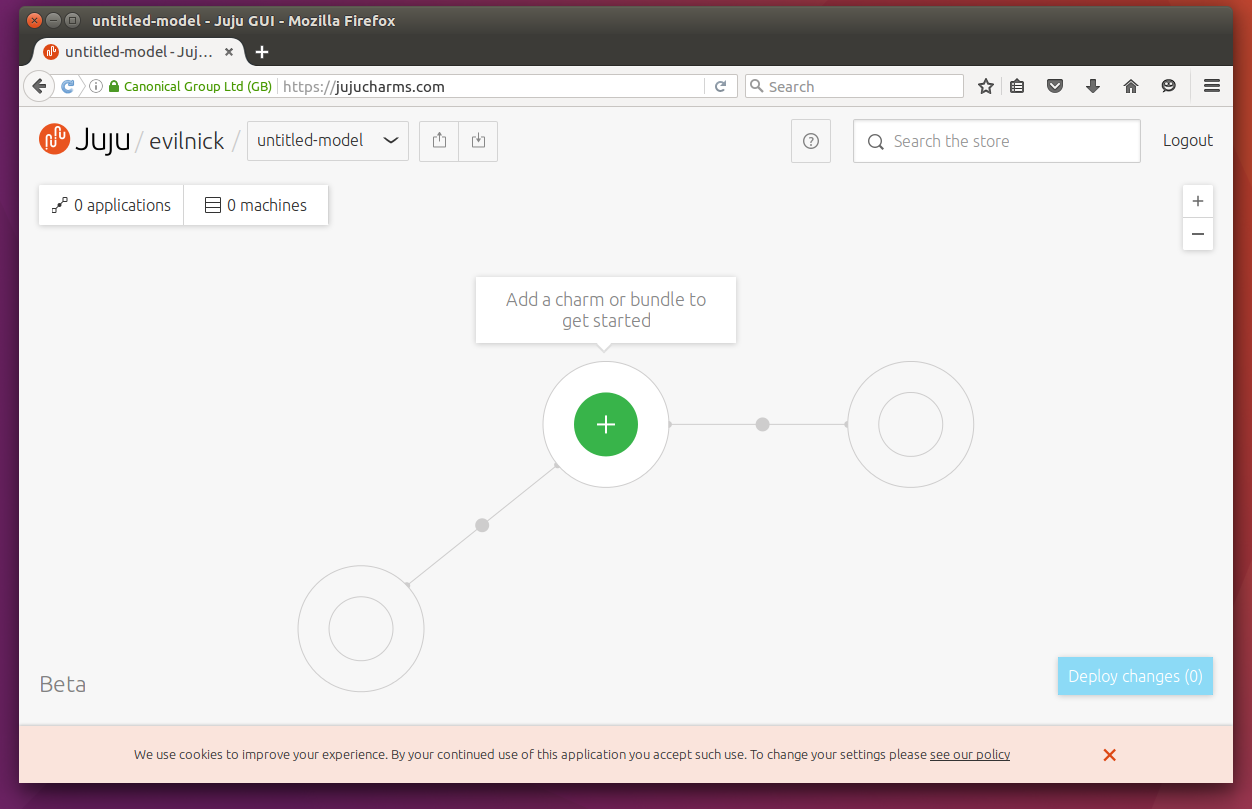 untitled-model - Juju GUI - Mozilla Firefox
untitled-model - Juj...
Canonical Group Ltd (GB) https://jujucharms.com Search
Juju / evilnick / untitled-model Search the store Logout
0 applications 0 machines
Add a charm or bundle to
get started
Beta
Deploy changes (0)
We use cookies to improve your experience. By your continued use of this application you accept such use. To change your settings please see our policy